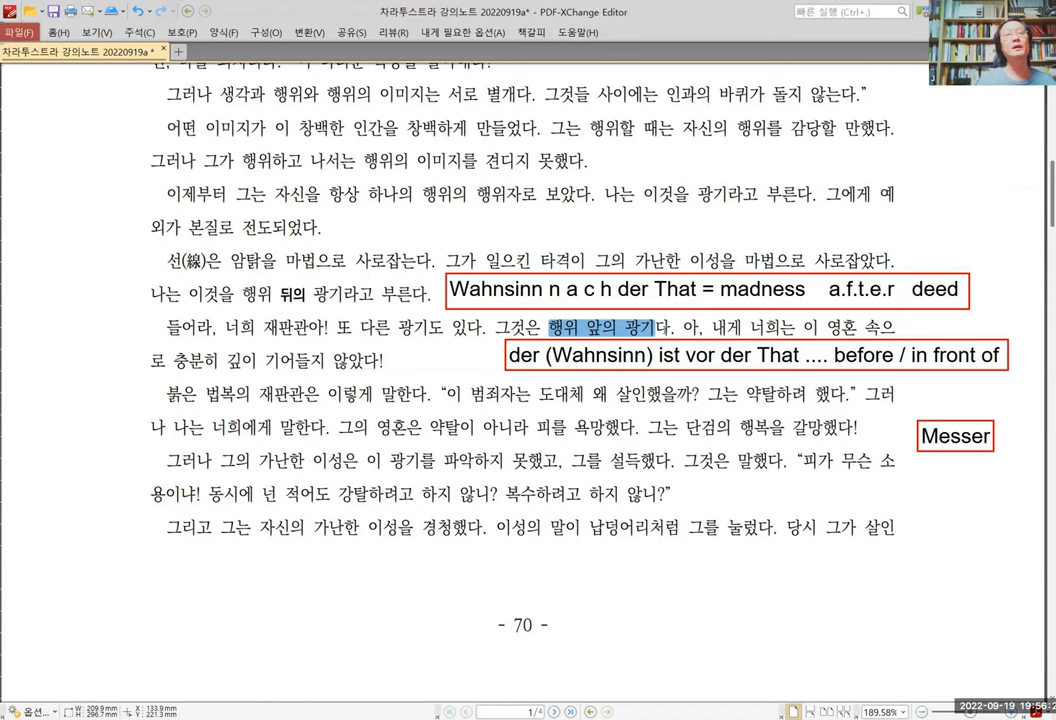 차라투스트라 강의노트 20220919a* - PDF-XChange Editor
빠른 실행 (Ctrl+.)
파일(F) 홈(H) 보기(V) 주석(C) 보호(P) 양식(F) 구성(O) 변환(V) 공유(S) 리뷰(R) 내게 필요한 옵션(A) 책갈피 도움말(H)
차라투스트라 강의노트 20220919a *
그러나 생각과 행위와 행위의 이미지는 서로 별개다. 그것들 사이에는 인과의 바퀴가 돌지 않는다.”
어떤 이미지가 이 창백한 인간을 창백하게 만들었다. 그는 행위할 때는 자신의 행위를 감당할 만했다.
그러나 그가 행위하고 나서는 행위의 이미지를 견디지 못했다.
이제부터 그는 자신을 항상 하나의 행위의 행위자로 보았다. 나는 이것을 광기라고 부른다. 그에게 예
외가 본질로 전도되었다.
선(線)은 암탉을 마법으로 사로잡는다. 그가 일으킨 타격이 그의 가난한 이성을 마법으로 사로잡았다.
나는 이것을 행위 뒤의 광기라고 부른다.
Wahnsinn n a c h der That = madness a.f.t.e.r deed
들어라, 너희 재판관아! 또 다른 광기도 있다. 그것은 행위 앞의 광기다. 아, 내게 너희는 이 영혼 속으
로 충분히 깊이 기어들지 않았다!
der (Wahnsinn) ist vor der That .... before / in front of
붉은 법복의 재판관은 이렇게 말한다. “이 범죄자는 도대체 왜 살인했을까? 그는 약탈하려 했다.” 그러
나 나는 너희에게 말한다. 그의 영혼은 약탈이 아니라 피를 욕망했다. 그는 단검의 행복을 갈망했다!
Messer
그러나 그의 가난한 이성은 이 광기를 파악하지 못했고, 그를 설득했다. 그것은 말했다. “피가 무슨 소
용이냐! 동시에 넌 적어도 강탈하려고 하지 않니? 복수하려고 하지 않니?”
그리고 그는 자신의 가난한 이성을 경청했다. 이성의 말이 납덩어리처럼 그를 눌렀다. 당시 그가 살인
- 70 -
옵션...
W: 209.9mm
H: 296.7mm
X: 133.9mm
Y: 221.3mm
1/4
189.58%
2022-09-19 19:56:2